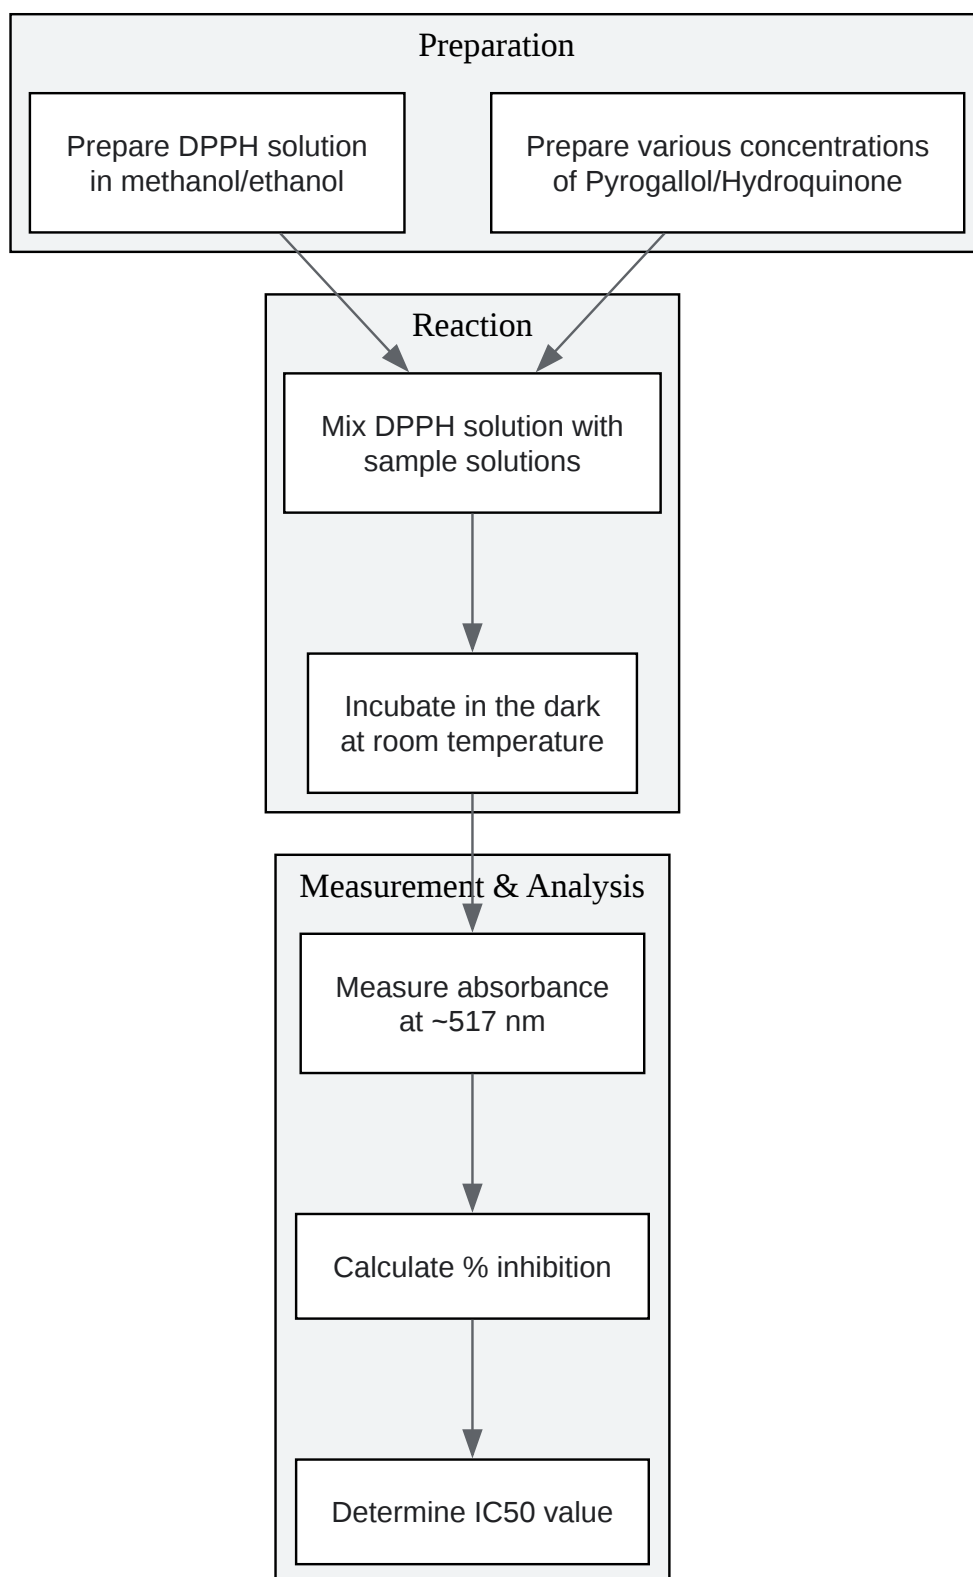 Preparation
Prepare DPPH solution
in methanol/ethanol
Prepare various concentrations
of Pyrogallol/Hydroquinone
Reaction
Mix DPPH solution with
sample solutions
Incubate in the dark
at room temperature
Measurement & Analysis
Measure absorbance
at ~517 nm
Calculate % inhibition
Determine IC50 value